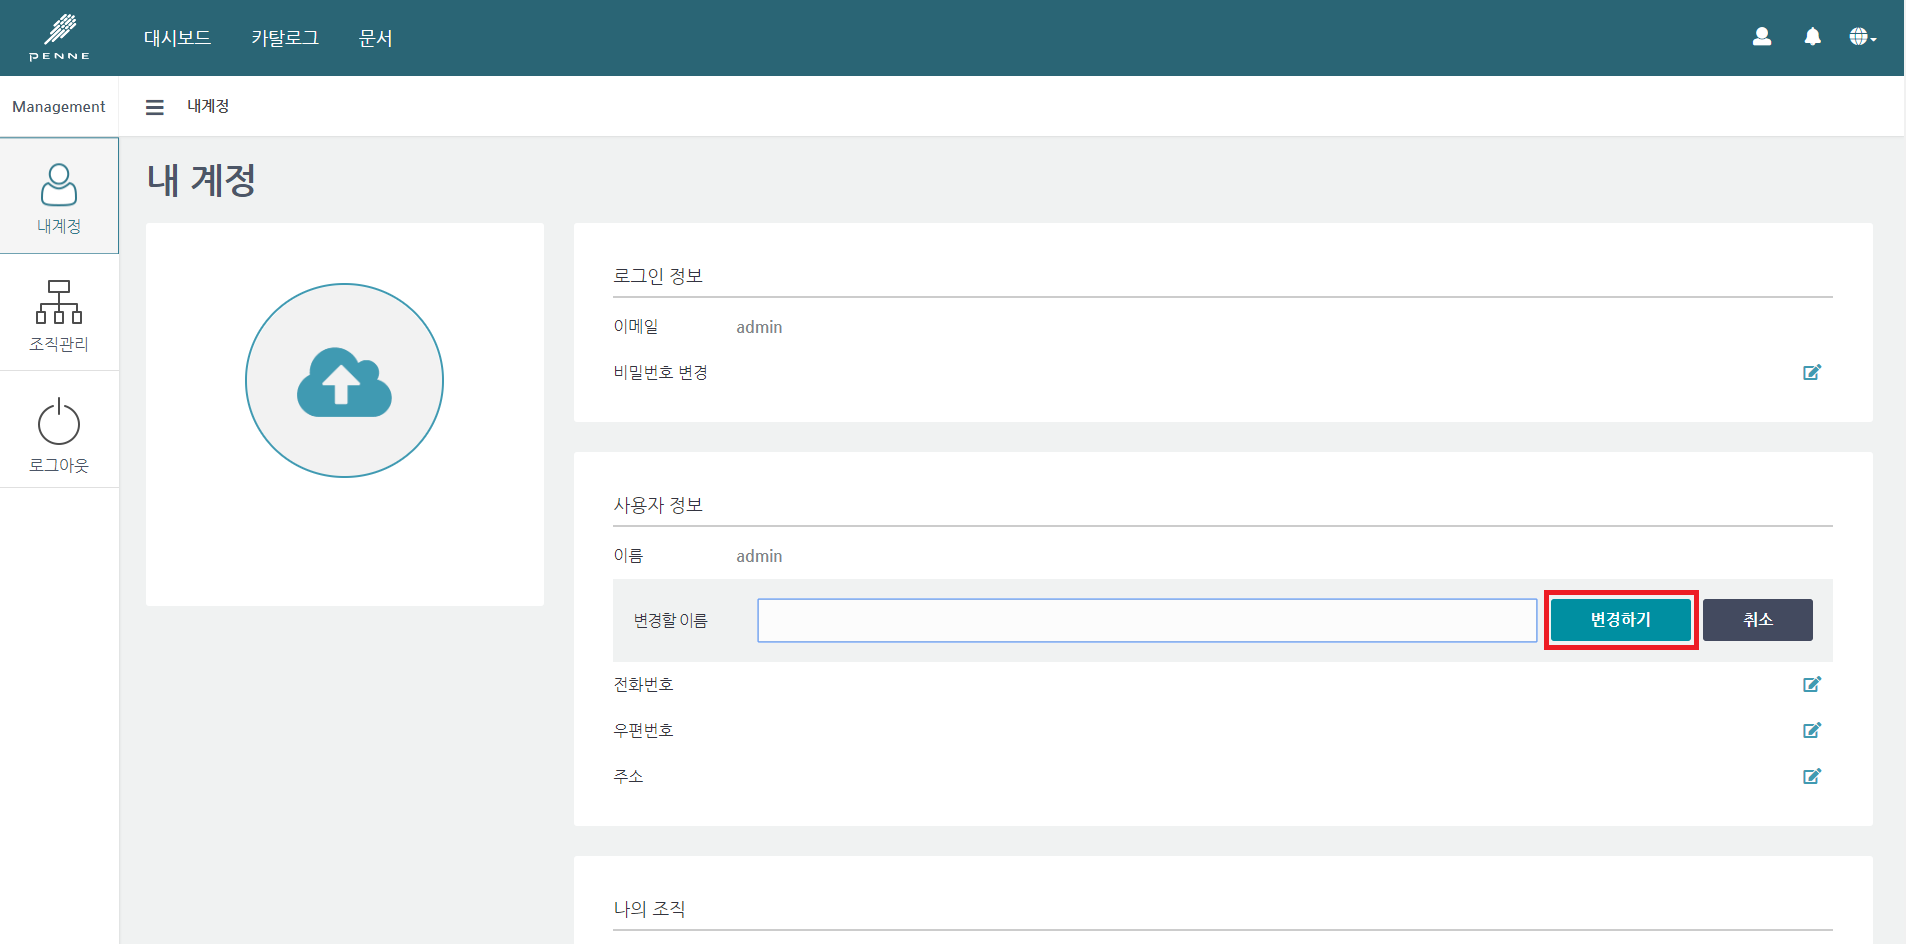 PENNE
대시보드 카탈로그 문서
Management
내계정
내계정
조직관리
로그아웃
내 계정
로그인 정보
이메일 admin
비밀번호 변경
사용자 정보
이름 admin
변경할 이름 변경하기 취소
전화번호
우편번호
주소
나의 조직